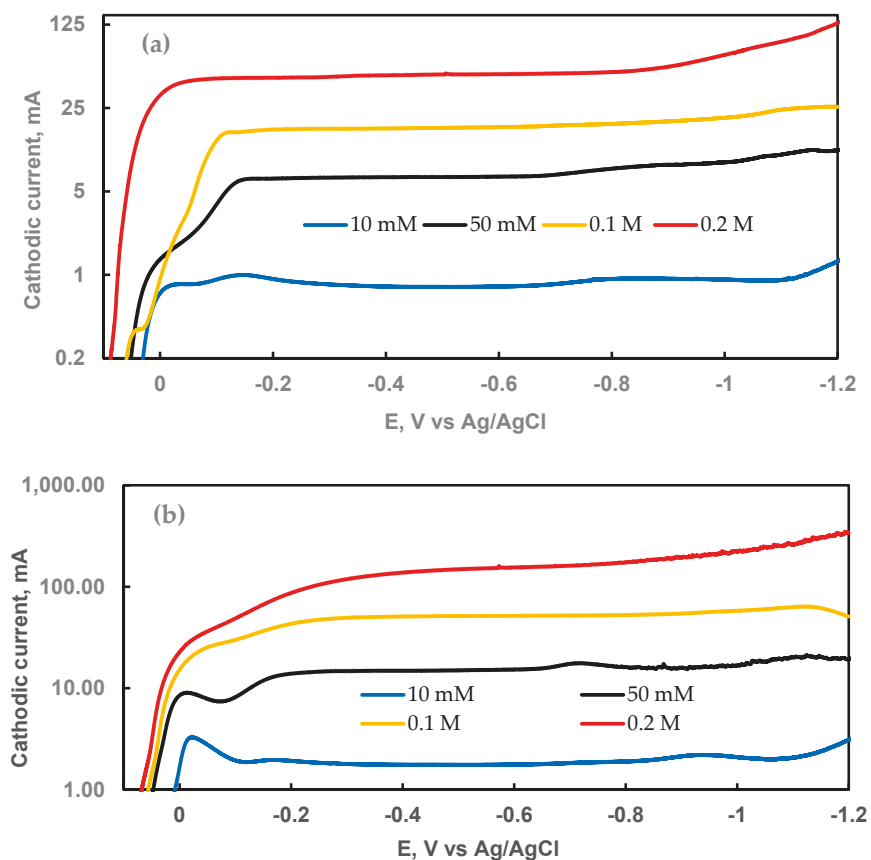 (a)
Cathodic current, mA
125
25
5
1
0.2
10 mM 50 mM 0.1 M 0.2 M
0 -0.2 -0.4 -0.6 -0.8 -1 -1.2
E, V vs Ag/AgCl
(b)
Cathodic current, mA
1,000.00
100.00
10.00
1.00
10 mM 50 mM
0.1 M 0.2 M
0 -0.2 -0.4 -0.6 -0.8 -1 -1.2
E, V vs Ag/AgCl